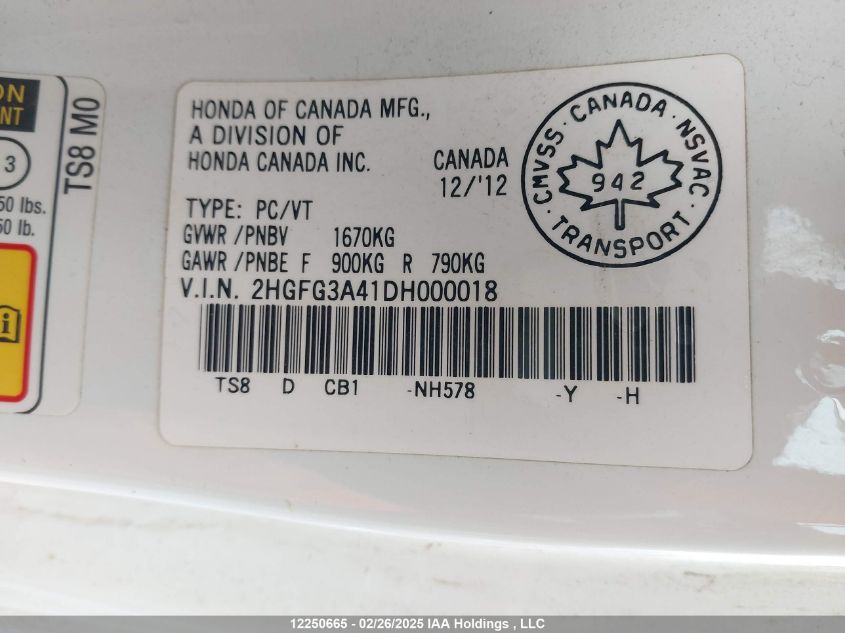 ON
NT
3
50 lbs.
50 lb.
TS8 M0
HONDA OF CANADA MFG.,
A DIVISION OF
HONDA CANADA INC.
CANADA
12/'12
CMVSS · CANADA · NSVAC · TRANSPORT ·
942
TYPE: PC/VT
GVWR /PNBV 1670KG
GAWR /PNBE F 900KG R 790KG
V.I.N. 2HGFG3A41DH000018
TS8 D CB1 -NH578 -Y -H
12250665 - 02/26/2025 IAA Holdings , LLC